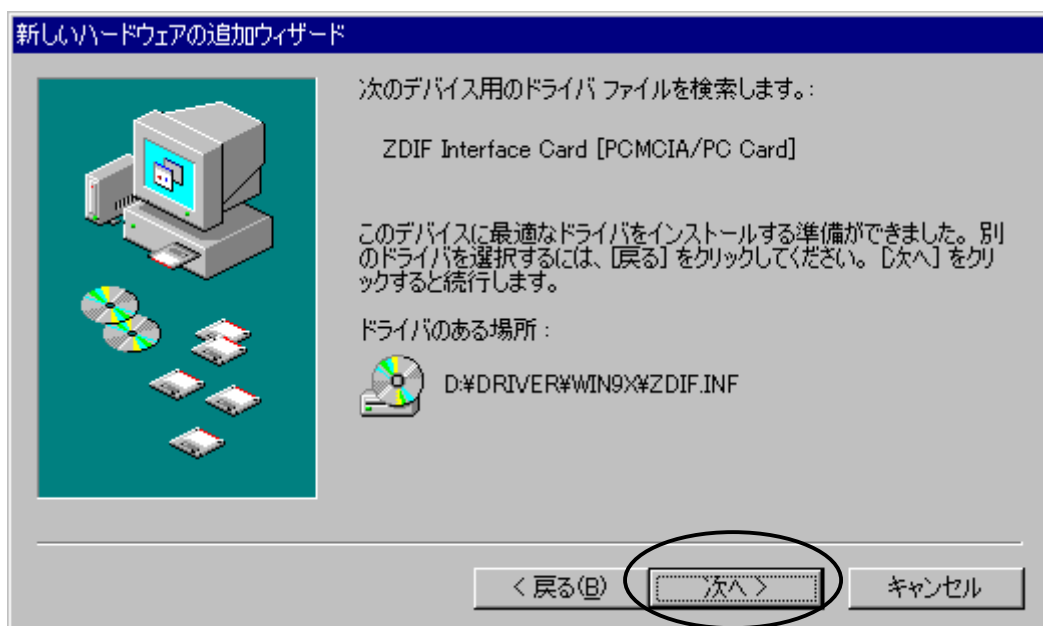 新しいハードウェアの追加ウィザード
次のデバイス用のドライバ ファイルを検索します。:
ZDIF Interface Card [PCMCIA/PC Card]
このデバイスに最適なドライバをインストールする準備ができました。別
のドライバを選択するには、[戻る] をクリックしてください。[次へ] をクリ
ックすると続行します。
ドライバのある場所 :
D:¥DRIVER¥WIN9X¥ZDIF.INF
< 戻る(B)
次へ >
キャンセル